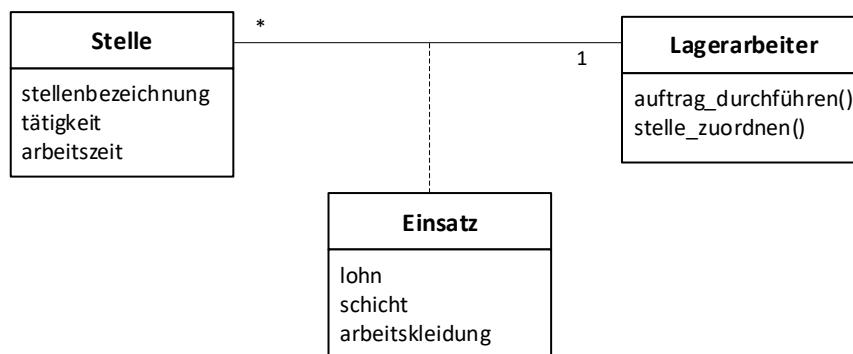 Stelle
stellenbezeichnung
tätigkeit
arbeitszeit
*
1
Lagerarbeiter
auftrag_durchführen()
stelle_zuordnen()
Einsatz
lohn
schicht
arbeitskleidung